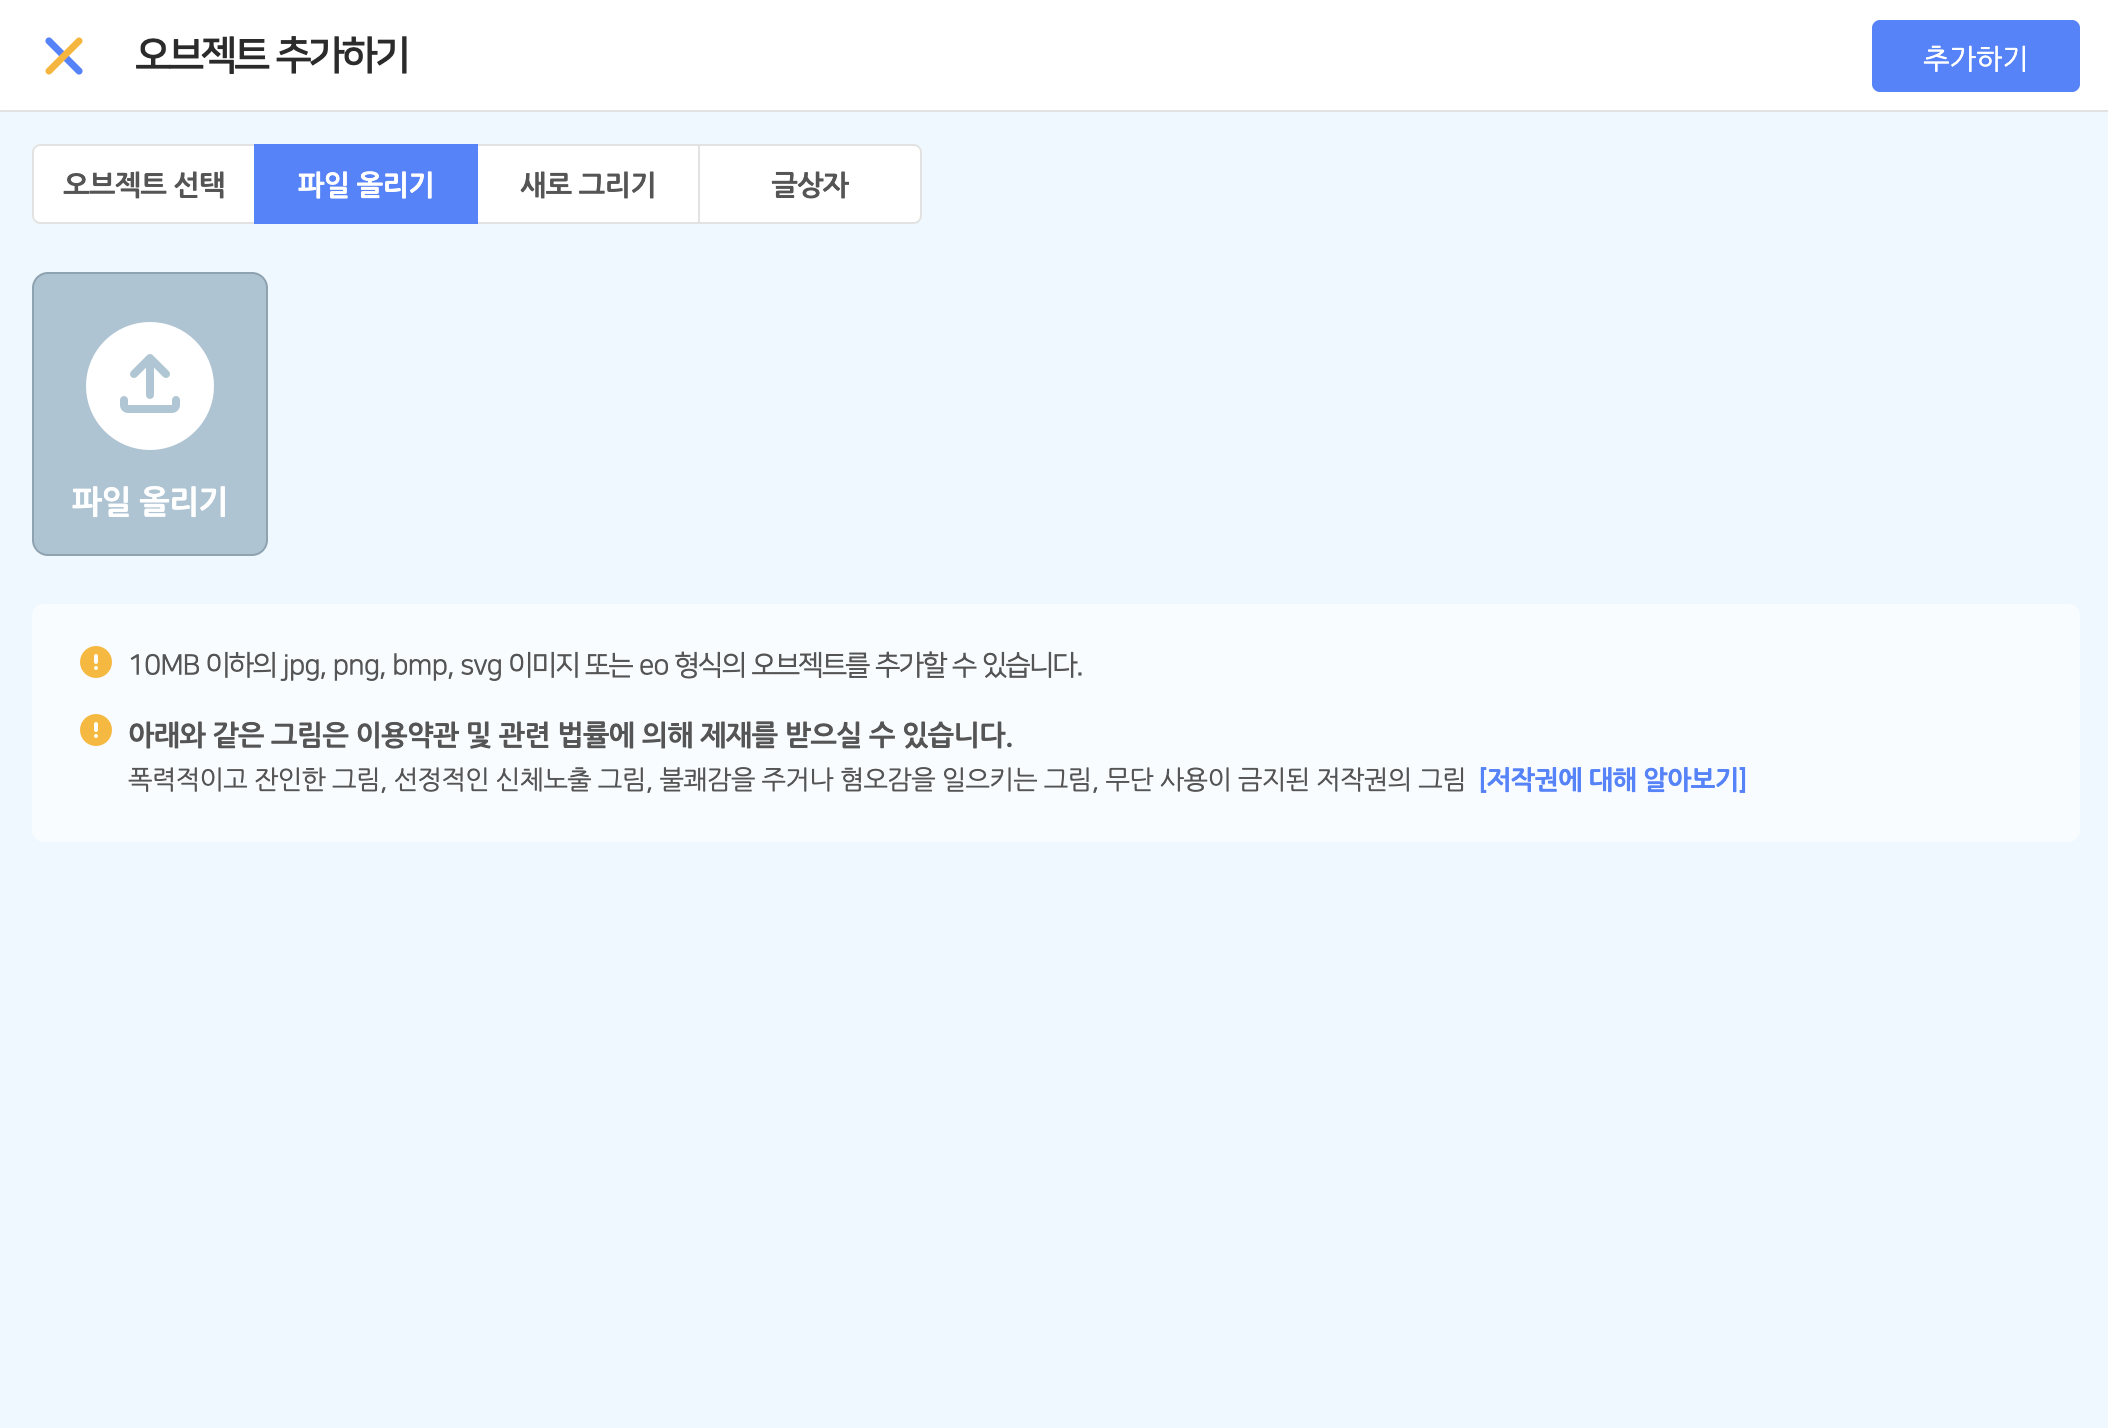 오브젝트 추가하기
추가하기
오브젝트 선택
파일 올리기
새로 그리기
글상자
파일 올리기
10MB 이하의 jpg, png, bmp, svg 이미지 또는 eo 형식의 오브젝트를 추가할 수 있습니다.
아래와 같은 그림은 이용약관 및 관련 법률에 의해 제재를 받으실 수 있습니다.
폭력적이고 잔인한 그림, 선정적인 신체노출 그림, 불쾌감을 주거나 혐오감을 일으키는 그림, 무단 사용이 금지된 저작권의 그림 [저작권에 대해 알아보기]